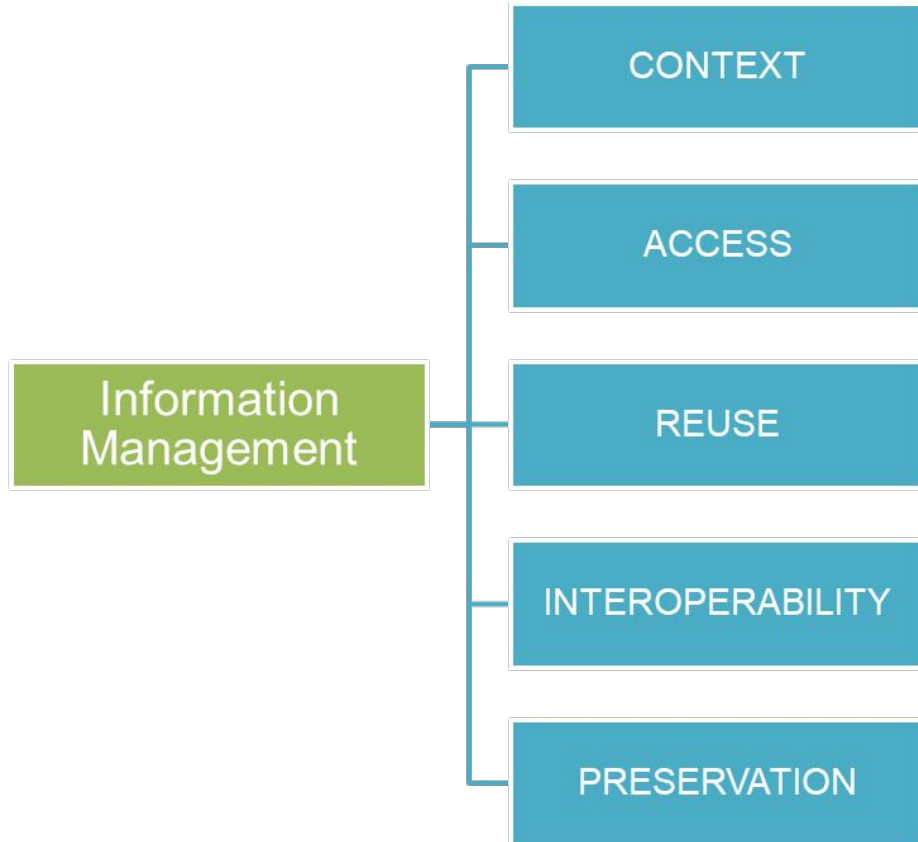 CONTEXT
ACCESS
Information
Management
REUSE
INTEROPERABILITY
PRESERVATION